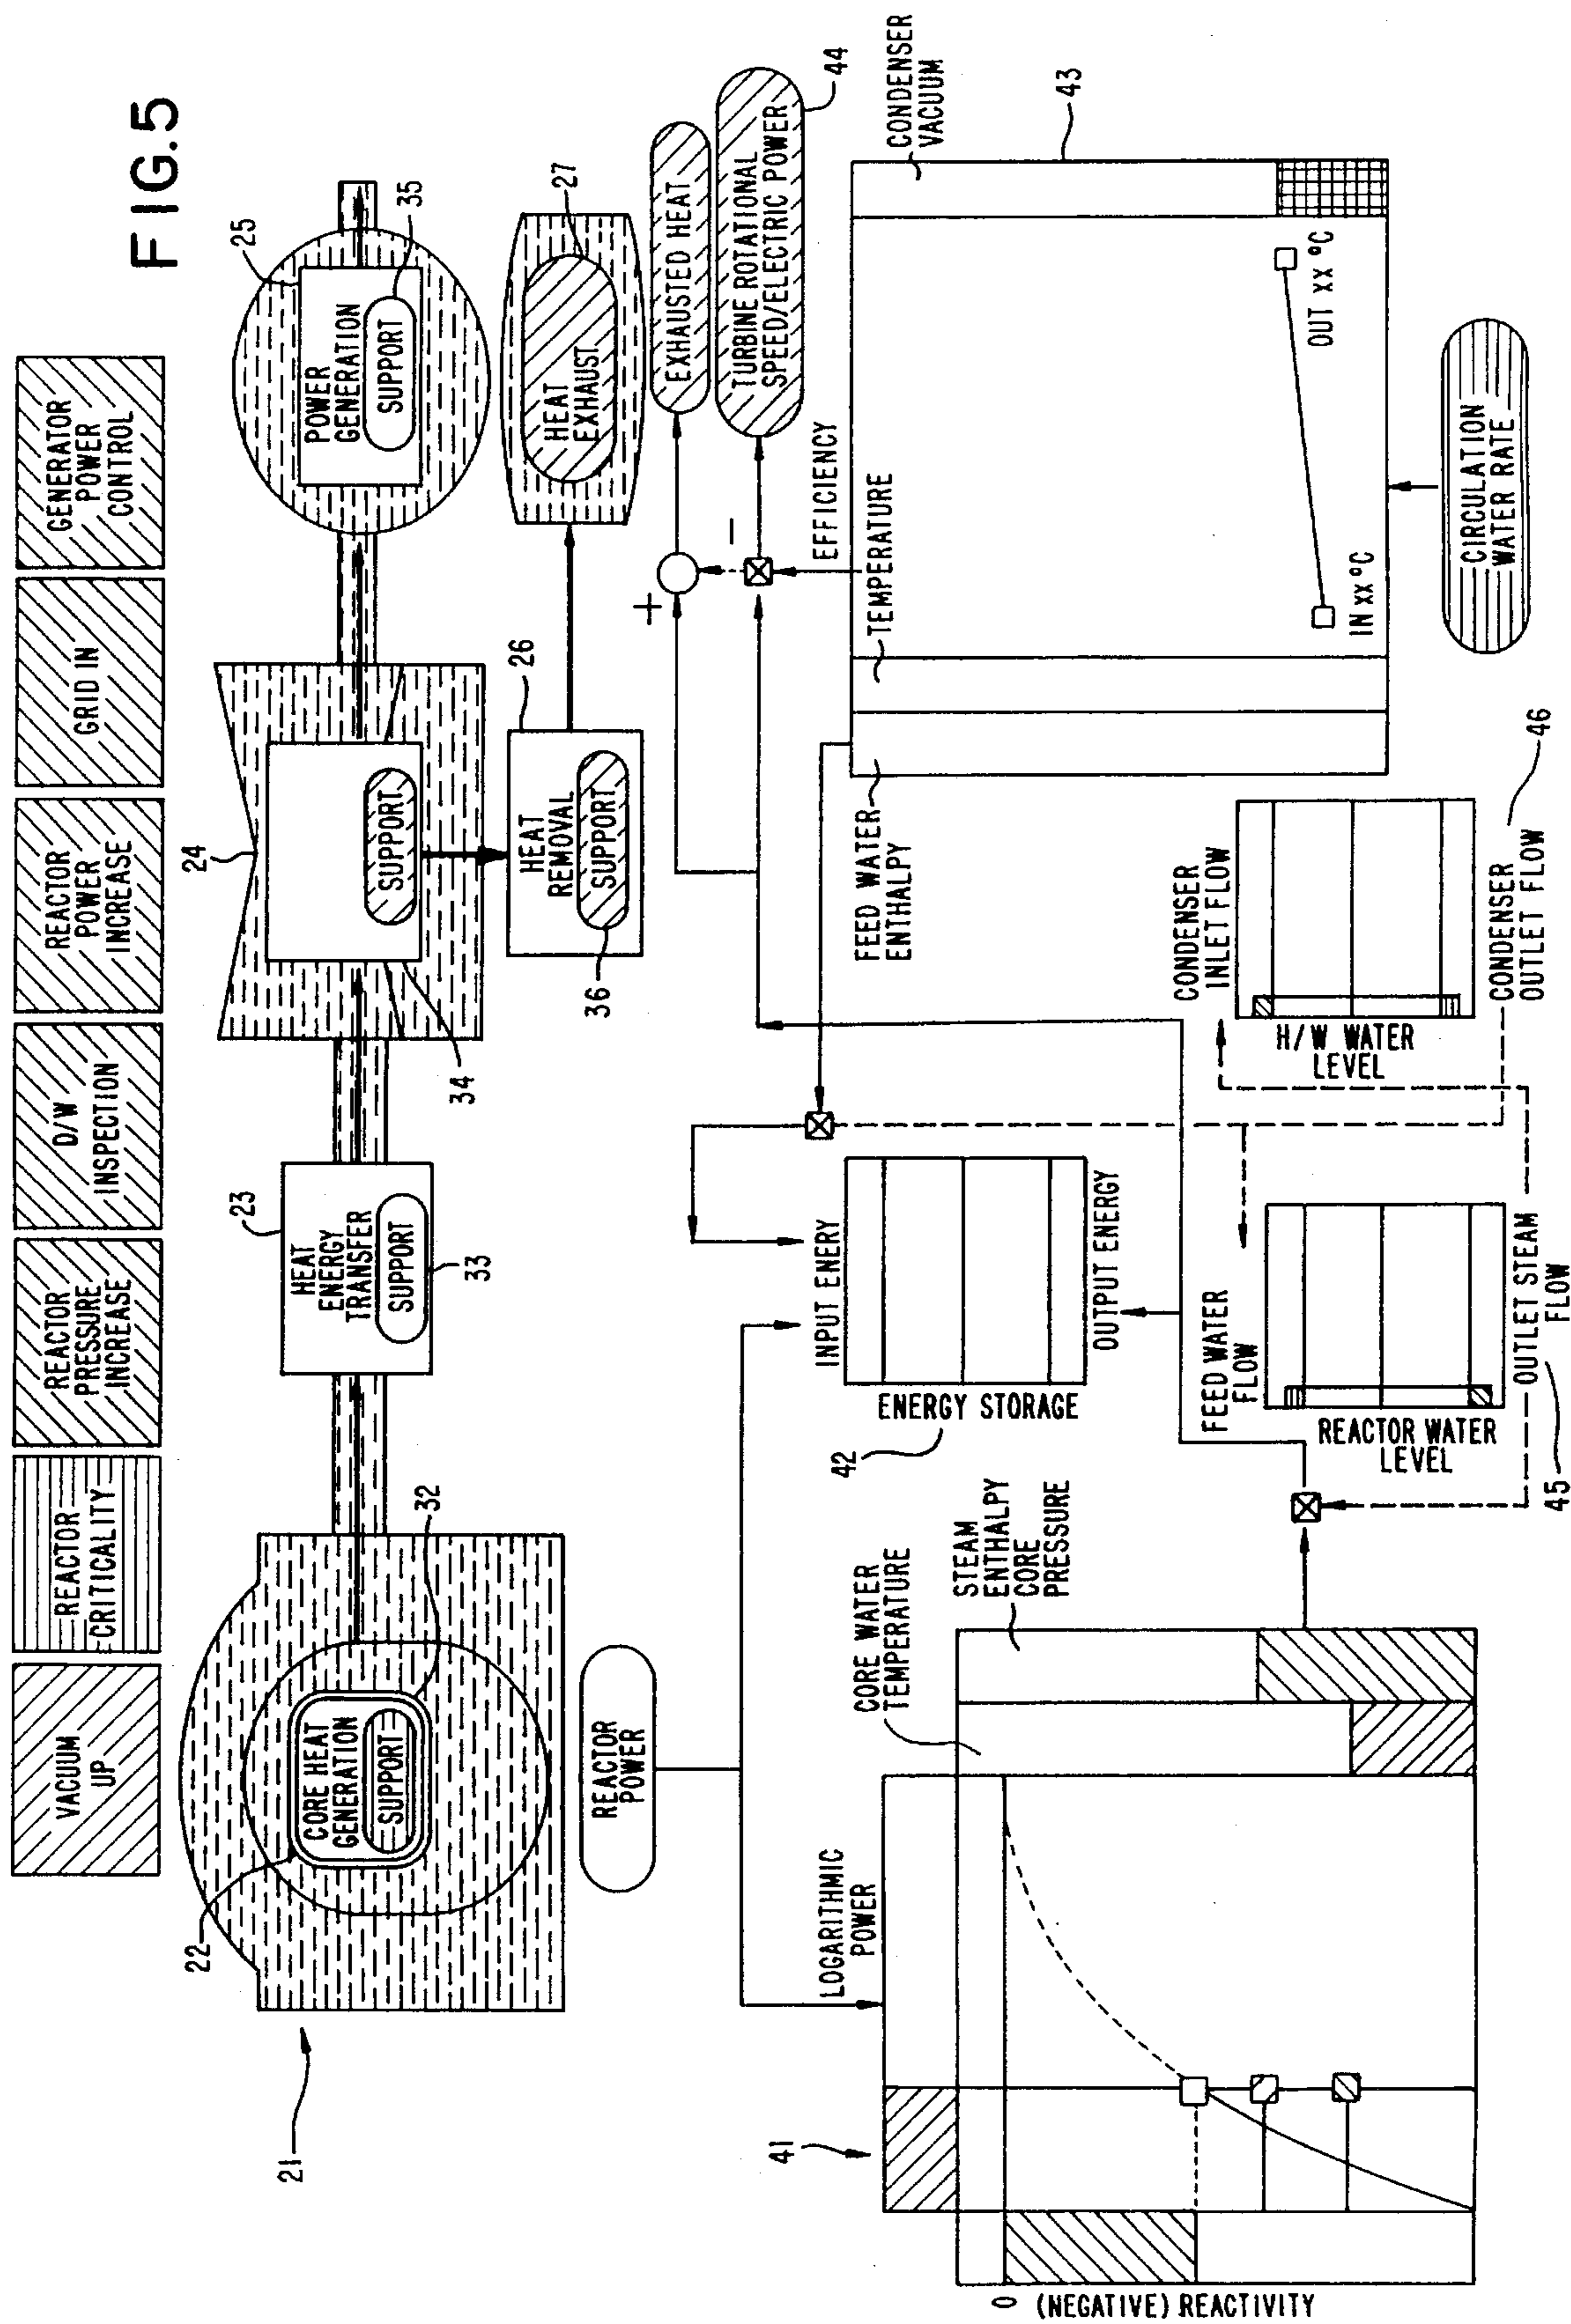 FIG.5
VACUUM
UP
REACTOR
CRITICALITY
REACTOR
PRESSURE
INCREASE
D/W
INSPECTION
REACTOR
POWER
INCREASE
GRID IN
GENERATOR
POWER
CONTROL
21
22
CORE HEAT
GENERATION
SUPPORT
32
23
HEAT
ENERGY
TRANSFER
SUPPORT
33
24
SUPPORT
34
25
POWER
GENERATION
SUPPORT
35
26
HEAT
REMOVAL
SUPPORT
36
HEAT
EXHAUST
27
REACTOR
POWER
EXHAUSTED HEAT
TURBINE ROTATIONAL
SPEED/ELECTRIC POWER
44
+
−
EFFICIENCY
41
LOGARITHMIC
POWER
CORE WATER
TEMPERATURE
STEAM
ENTHALPY
CORE
PRESSURE
0
(NEGATIVE) REACTIVITY
INPUT ENERY
OUTPUT ENERGY
ENERGY STORAGE
42
FEED WATER
ENTHALPY
TEMPERATURE
CONDENSER
VACUUM
43
IN XX °C
OUT XX °C
CIRCULATION
WATER RATE
FEED WATER
FLOW
REACTOR WATER
LEVEL
OUTLET STEAM
FLOW
45
CONDENSER
INLET FLOW
H/W WATER
LEVEL
CONDENSER
OUTLET FLOW
46